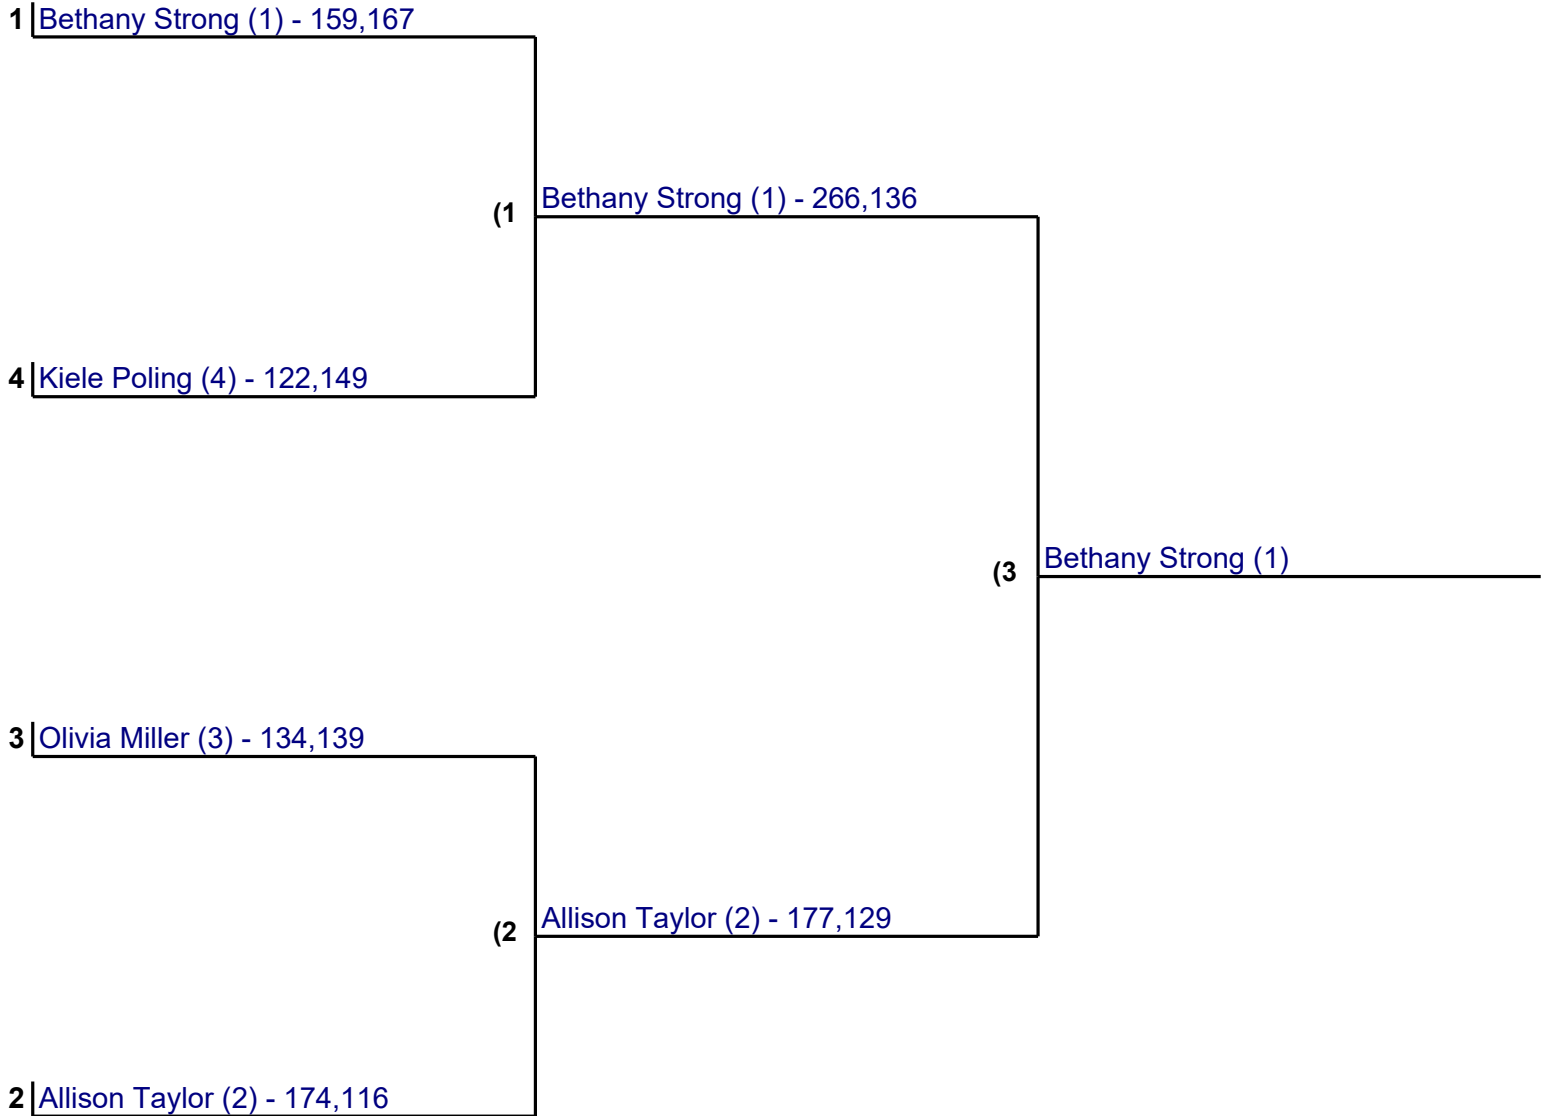 1 Bethany Strong (1) - 159,167
(1 Bethany Strong (1) - 266,136
4 Kiele Poling (4) - 122,149
(3 Bethany Strong (1)
3 Olivia Miller (3) - 134,139
(2 Allison Taylor (2) - 177,129
2 Allison Taylor (2) - 174,116